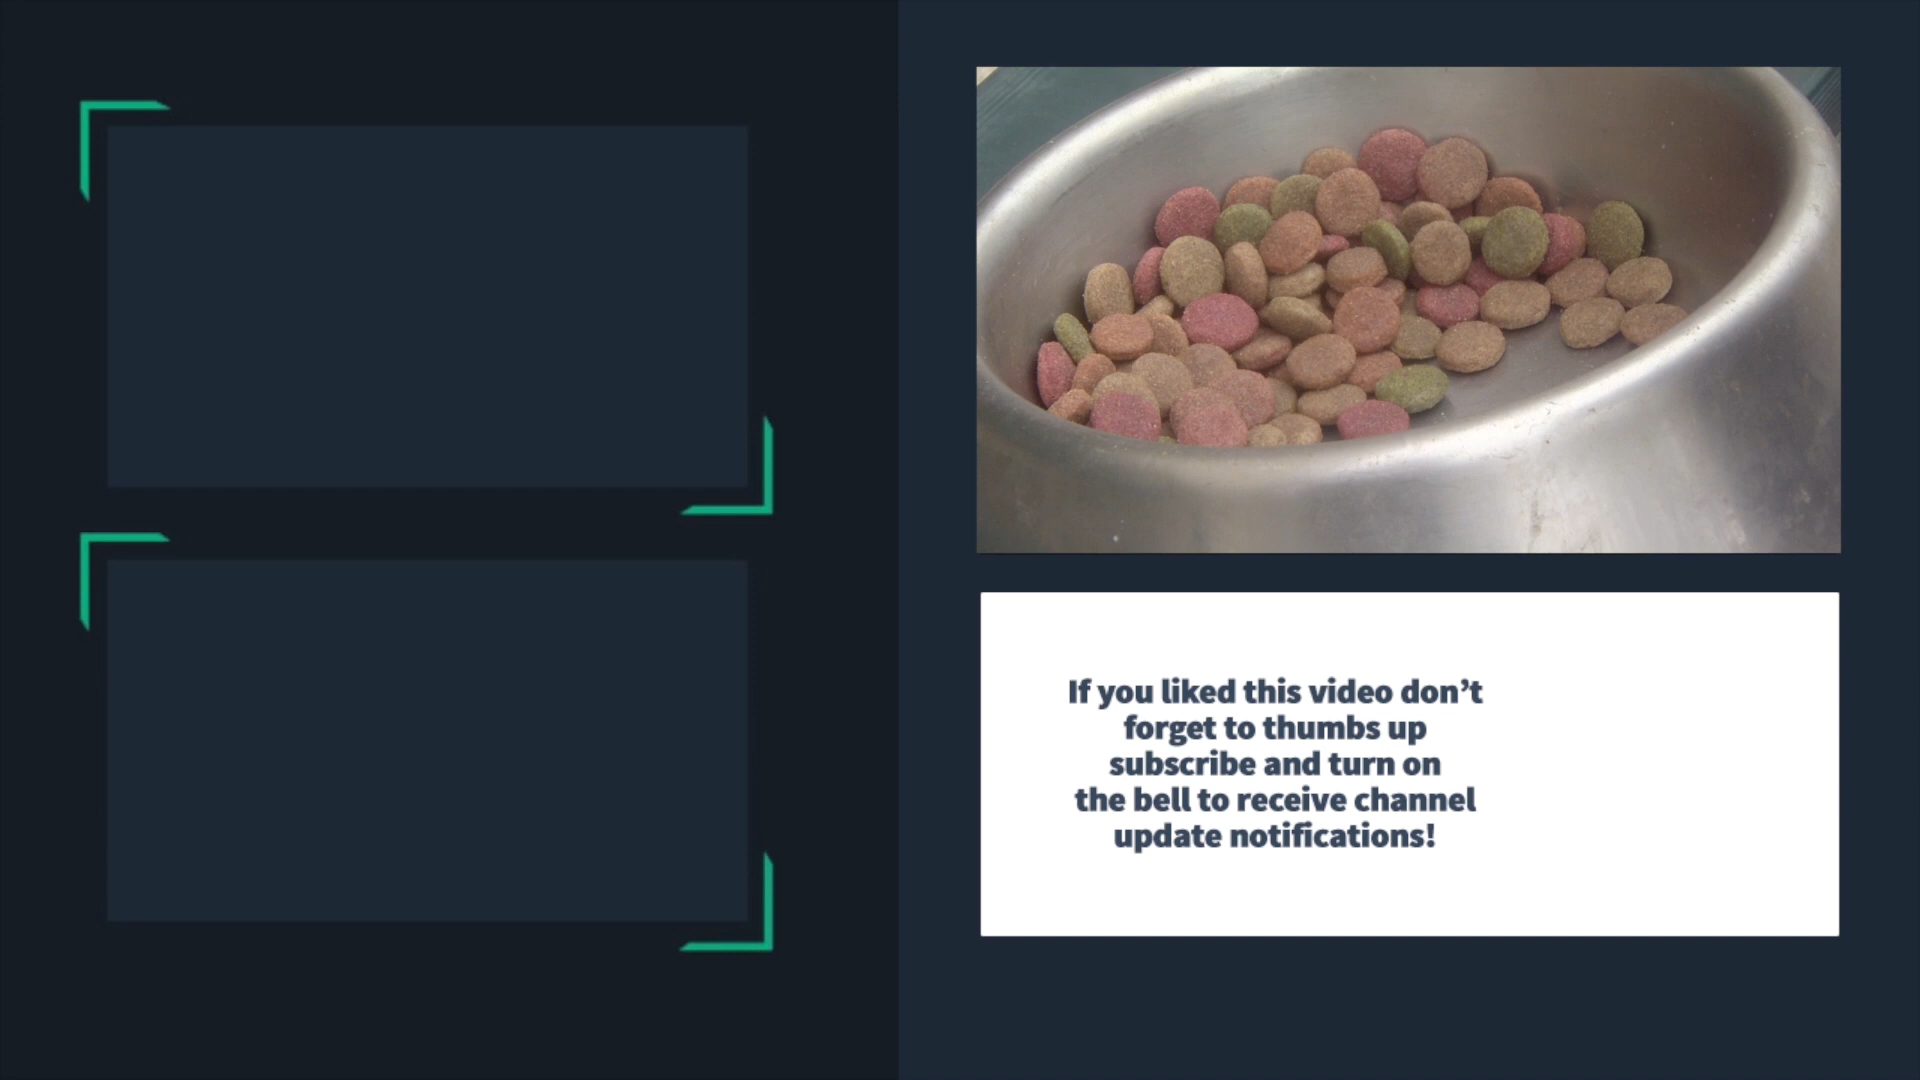 If you liked this video don’t
forget to thumbs up
subscribe and turn on
the bell to receive channel
update notifications!